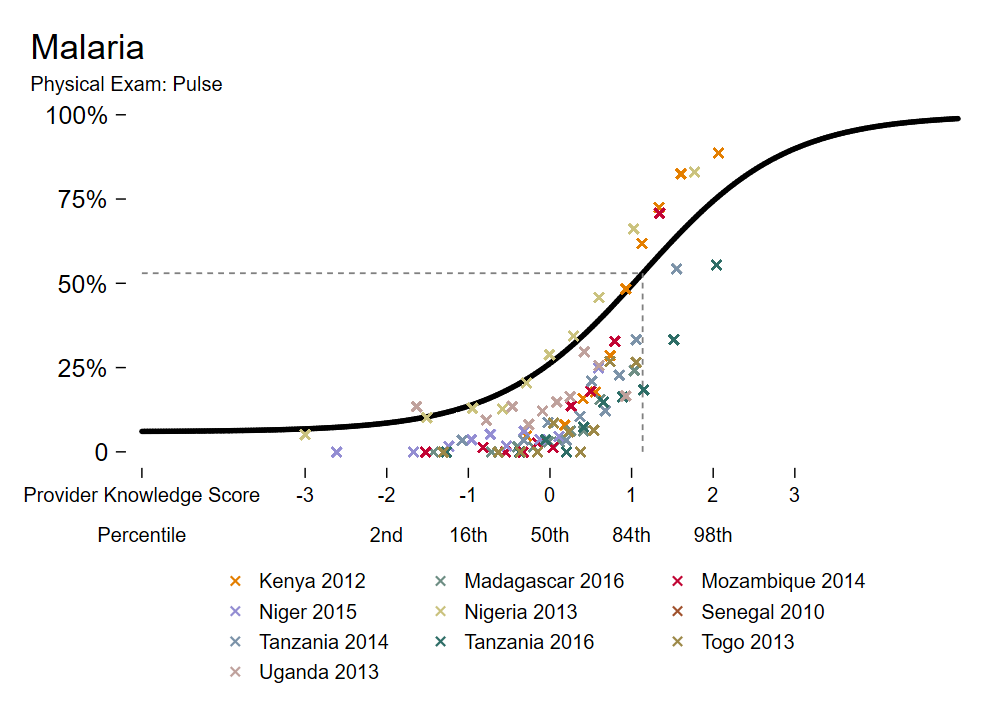 Malaria
Physical Exam: Pulse
100%
75%
50%
25%
0
Provider Knowledge Score -3 -2 -1 0 1 2 3
Percentile 2nd 16th 50th 84th 98th
Kenya 2012 Madagascar 2016 Mozambique 2014
Niger 2015 Nigeria 2013 Senegal 2010
Tanzania 2014 Tanzania 2016 Togo 2013
Uganda 2013